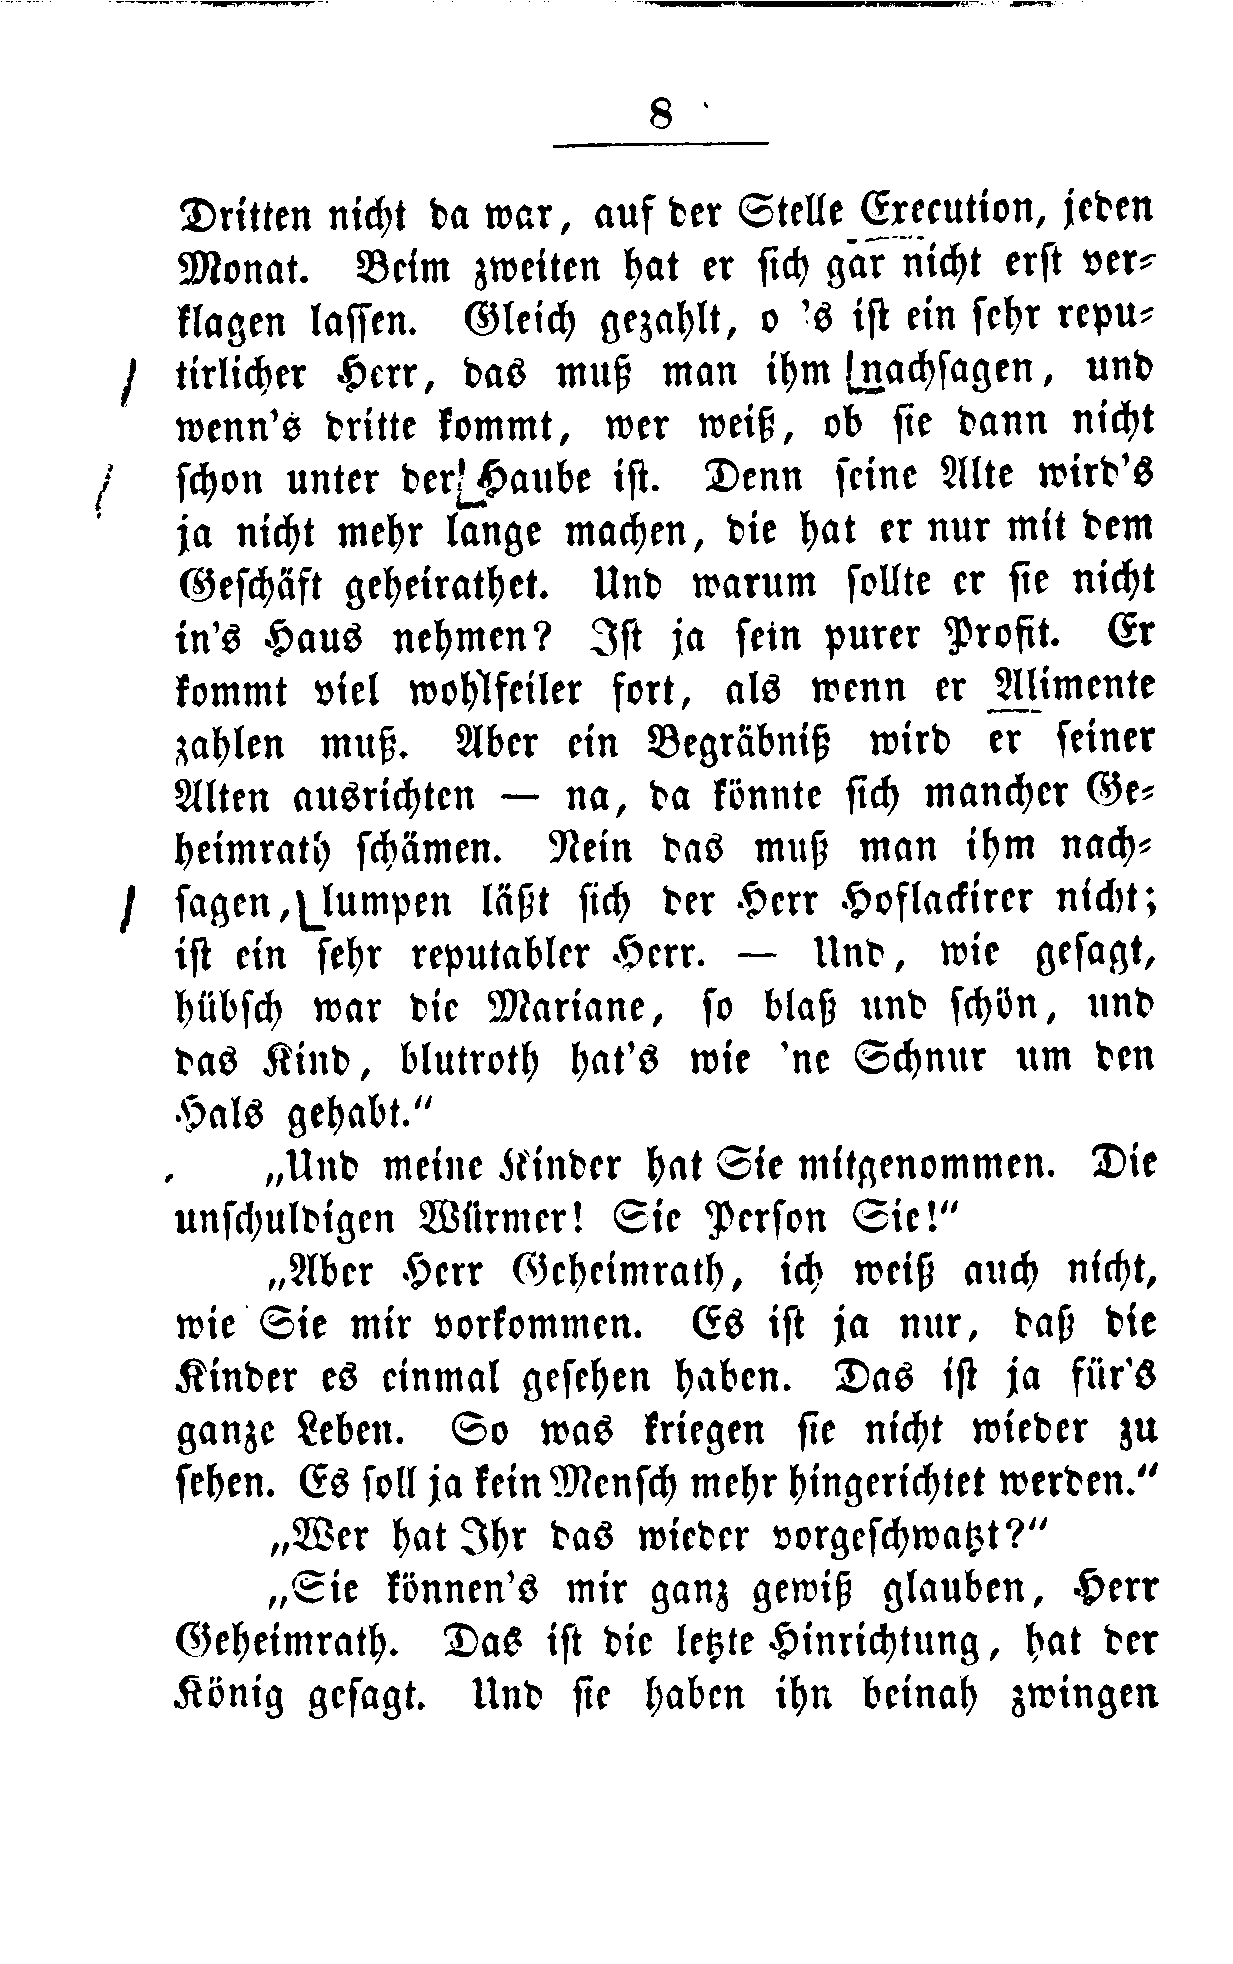 8
Dritten nicht da war, auf der Stelle Execution, jeden
Monat. Beim zweiten hat er sich gar nicht erst ver-
klagen lassen. Gleich gezahlt, o 's ist ein sehr repu-
tirlicher Herr, das muß man ihm nachsagen, und
wenn's dritte kommt, wer weiß, ob sie dann nicht
schon unter der Haube ist. Denn seine Alte wird's
ja nicht mehr lange machen, die hat er nur mit dem
Geschäft geheirathet. Und warum sollte er sie nicht
in's Haus nehmen? Ist ja sein purer Profit. Er
kommt viel wohlfeiler fort, als wenn er Alimente
zahlen muß. Aber ein Begräbniß wird er seiner
Alten ausrichten — na, da könnte sich mancher Ge-
heimrath schämen. Nein das muß man ihm nach-
sagen, lumpen läßt sich der Herr Hoflackirer nicht;
ist ein sehr reputabler Herr. — Und, wie gesagt,
hübsch war die Mariane, so blaß und schön, und
das Kind, blutroth hat's wie 'ne Schnur um den
Hals gehabt."
„Und meine Kinder hat Sie mitgenommen. Die
unschuldigen Würmer! Sie Person Sie!"
„Aber Herr Geheimrath, ich weiß auch nicht,
wie Sie mir vorkommen. Es ist ja nur, daß die
Kinder es einmal gesehen haben. Das ist ja für's
ganze Leben. So was kriegen sie nicht wieder zu
sehen. Es soll ja kein Mensch mehr hingerichtet werden."
„Wer hat Ihr das wieder vorgeschwatzt?"
„Sie können's mir ganz gewiß glauben, Herr
Geheimrath. Das ist die letzte Hinrichtung, hat der
König gesagt. Und sie haben ihn beinah zwingen